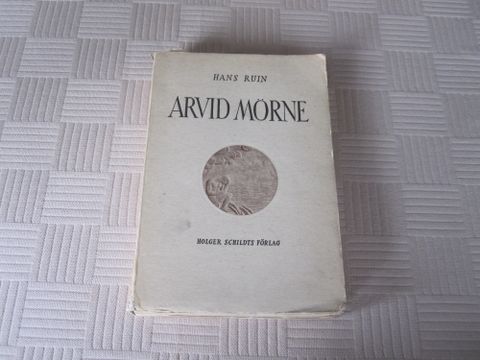 HANS RUIN
ARVID MÖRNE
HOLGER SCHILDTS FÖRLAG